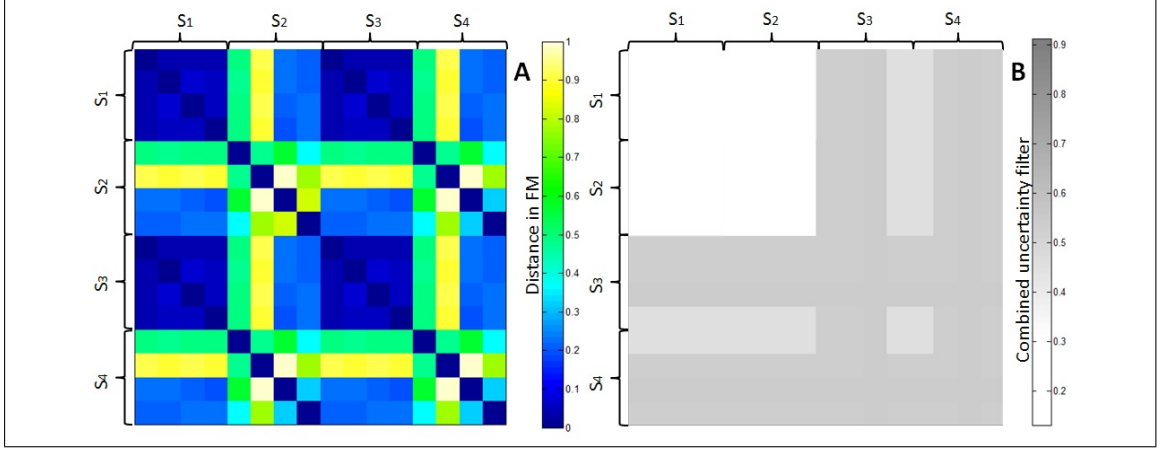 S1 S2 S3 S4
A
S1
S2
S3
S4
1
0.9
0.8
0.7
0.6
0.5
0.4
0.3
0.2
0.1
0
Distance in FM
S1 S2 S3 S4
B
S1
S2
S3
S4
0.9
0.8
0.7
0.6
0.5
0.4
0.3
0.2
Combined uncertainty filter